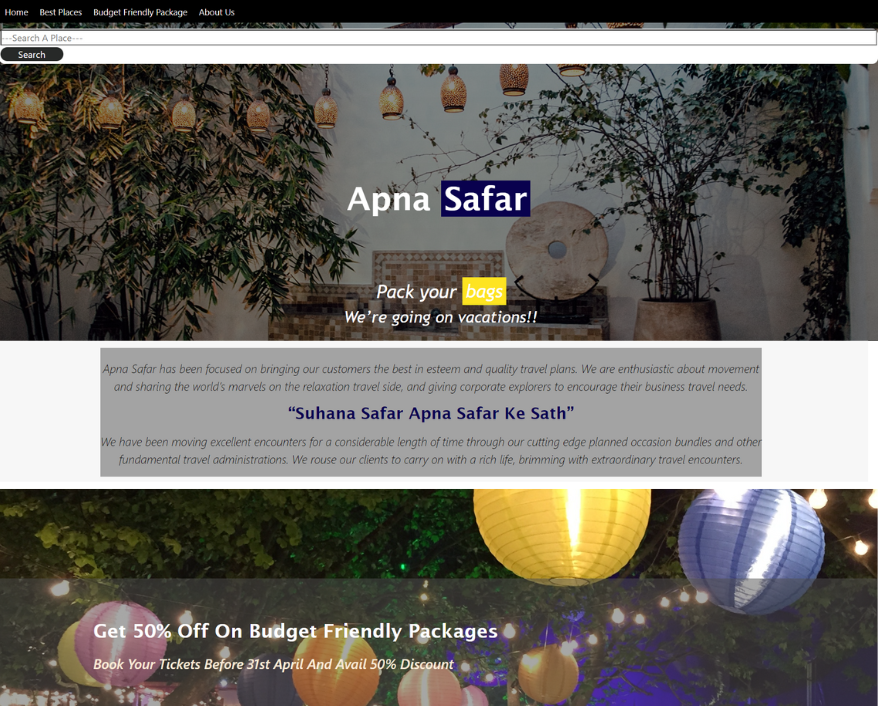 Home Best Places Budget Friendly Package About Us
---Search A Place---
Search
Apna Safar
Pack your bags
We're going on vacations!!
Apna Safar has been focused on bringing our customers the best in esteem and quality travel plans. We are enthusiastic about movement
and sharing the world's marvels on the relaxation travel side, and giving corporate explorers to encourage their business travel needs.
“Suhana Safar Apna Safar Ke Sath”
We have been moving excellent encounters for a considerable length of time through our cutting edge planned occasion bundles and other
fundamental travel administrations. We rouse our clients to carry on with a rich life, brimming with extraordinary travel encounters.
Get 50% Off On Budget Friendly Packages
Book Your Tickets Before 31st April And Avail 50% Discount